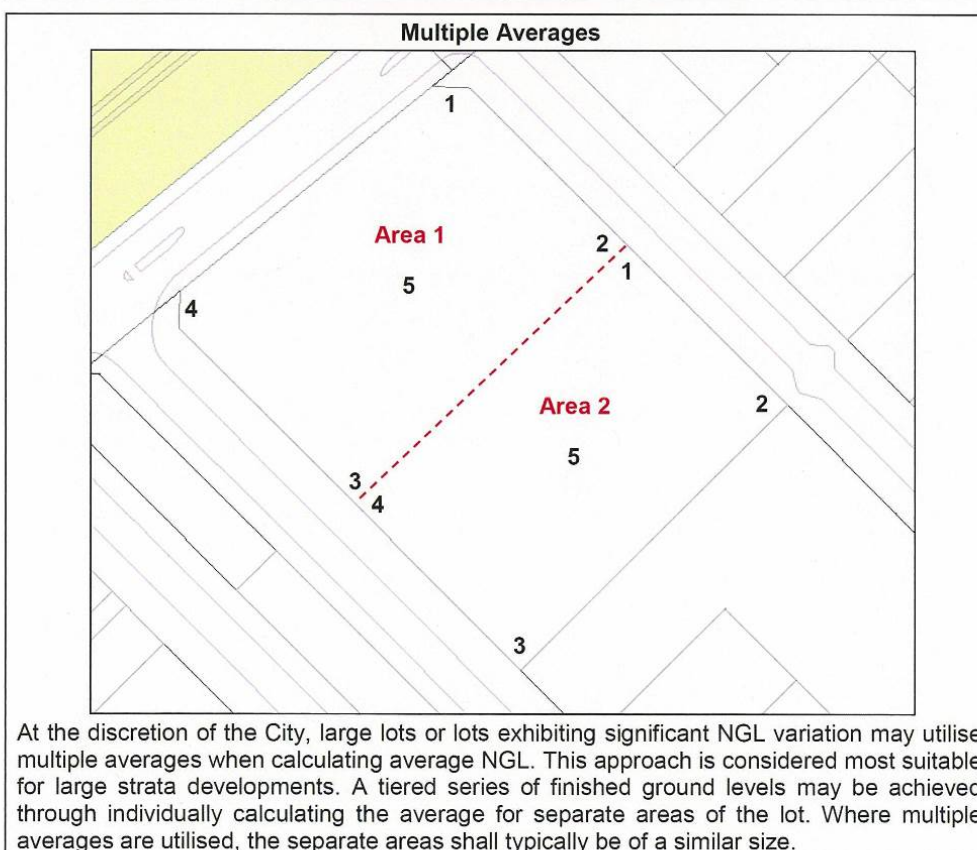 Multiple Averages
1
Area 1
2
5
1
4
Area 2
2
5
3
4
3
At the discretion of the City, large lots or lots exhibiting significant NGL variation may utilise
multiple averages when calculating average NGL. This approach is considered most suitable
for large strata developments. A tiered series of finished ground levels may be achieved
through individually calculating the average for separate areas of the lot. Where multiple
averages are utilised, the separate areas shall typically be of a similar size.